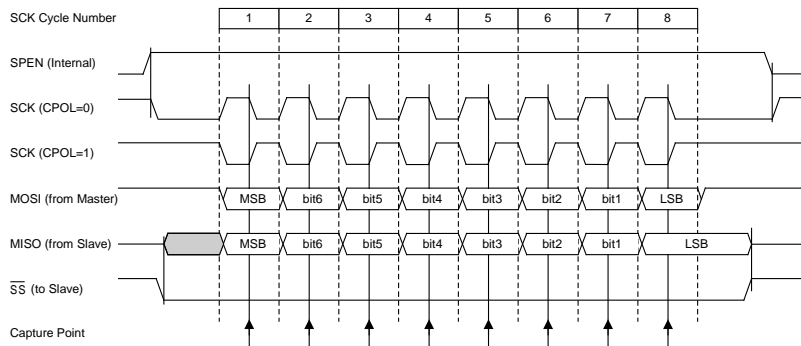 SCK Cycle Number 1 2 3 4 5 6 7 8
SPEN (Internal)
SCK (CPOL=0)
SCK (CPOL=1)
MOSI (from Master) MSB bit6 bit5 bit4 bit3 bit2 bit1 LSB
MISO (from Slave) MSB bit6 bit5 bit4 bit3 bit2 bit1 LSB
S̅S̅ (to Slave)
Capture Point